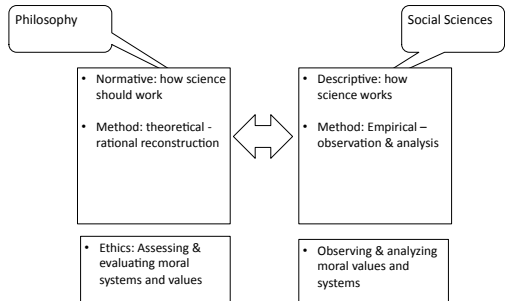 Philosophy
Social Sciences
• Normative: how science
should work
• Method: theoretical -
rational reconstruction
• Descriptive: how
science works
• Method: Empirical –
observation & analysis
• Ethics: Assessing &
evaluating moral
systems and values
• Observing & analyzing
moral values and
systems